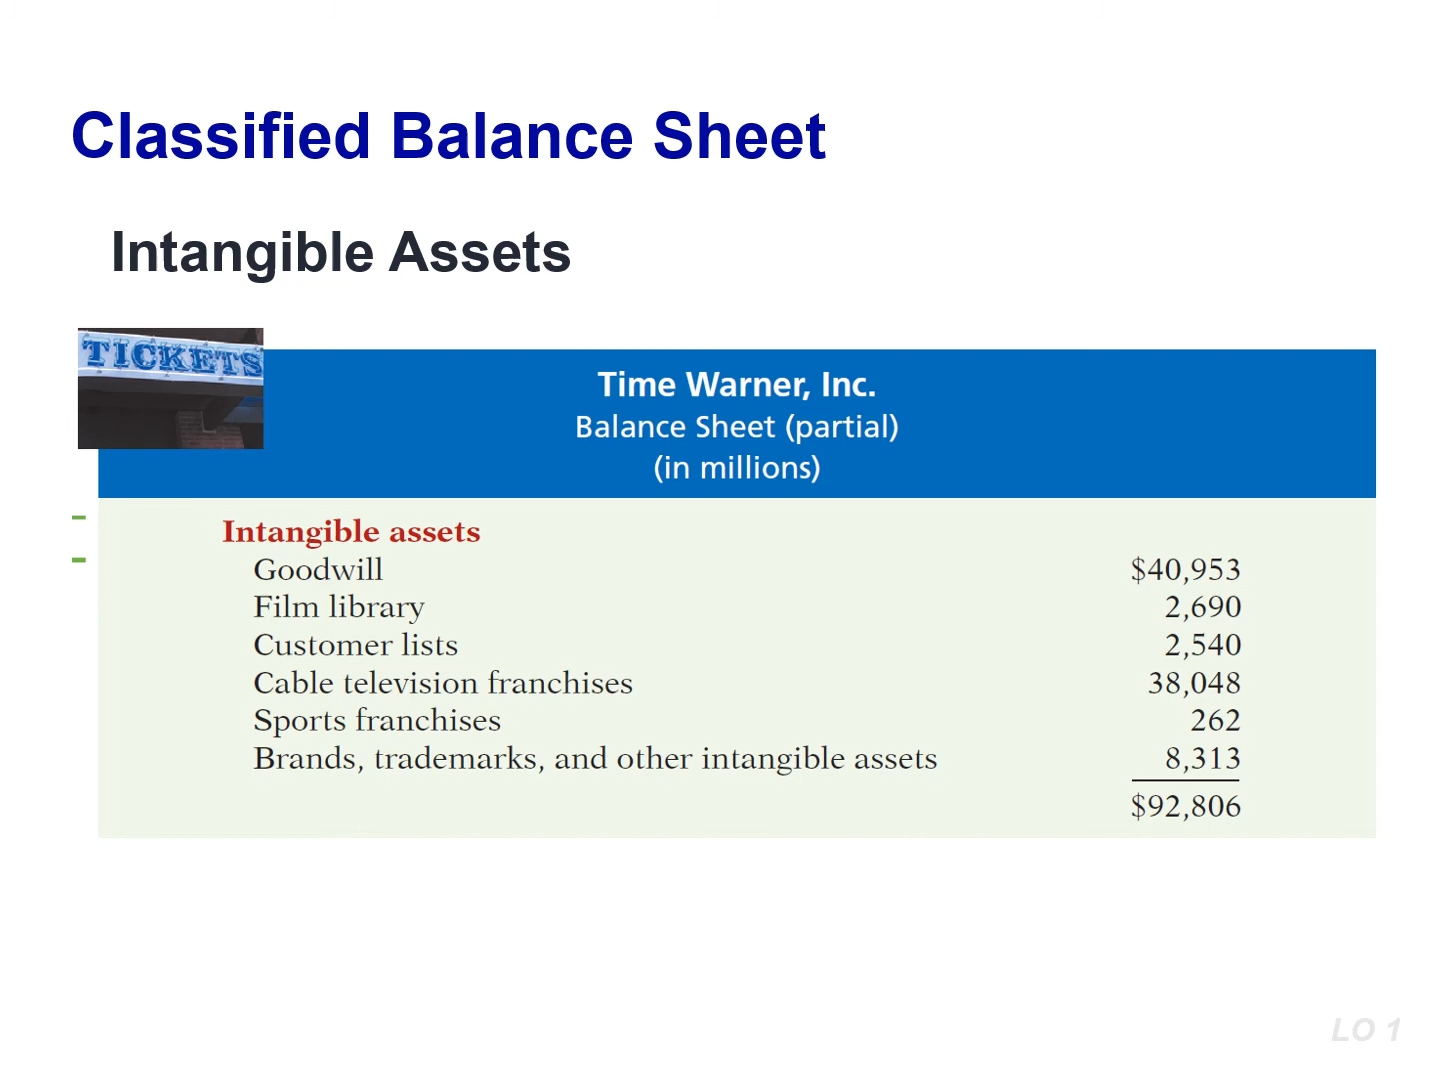 Classified Balance Sheet
Intangible Assets
TICKETS
Time Warner, Inc.
Balance Sheet (partial)
(in millions)
Intangible assets
Goodwill $40,953
Film library 2,690
Customer lists 2,540
Cable television franchises 38,048
Sports franchises 262
Brands, trademarks, and other intangible assets 8,313
$92,806
LO 1